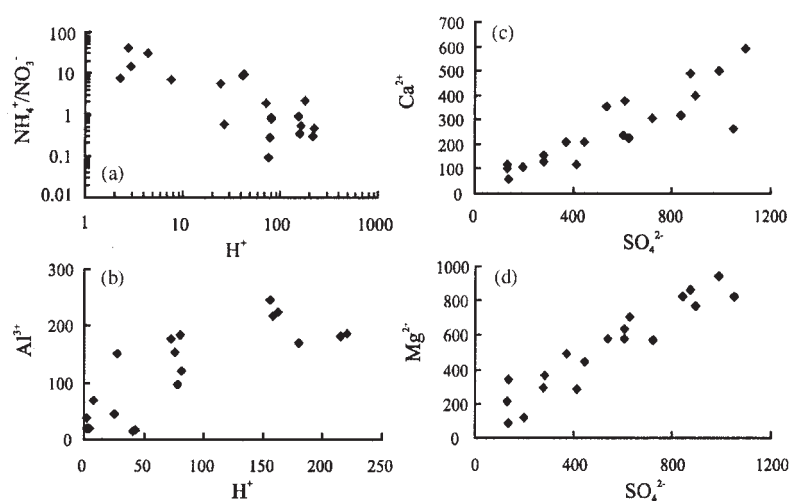 100
10
1
0.1
0.01
NH₄⁺/NO₃⁻
(a)
1 10 100 1000
H⁺
(c)
700
600
500
400
300
200
100
0
Ca²⁺
0 400 800 1200
SO₄²⁻
300
200
100
0
Al³⁺
(b)
0 50 100 150 200 250
H⁺
(d)
1000
800
600
400
200
0
Mg²⁻
0 400 800 1200
SO₄²⁻